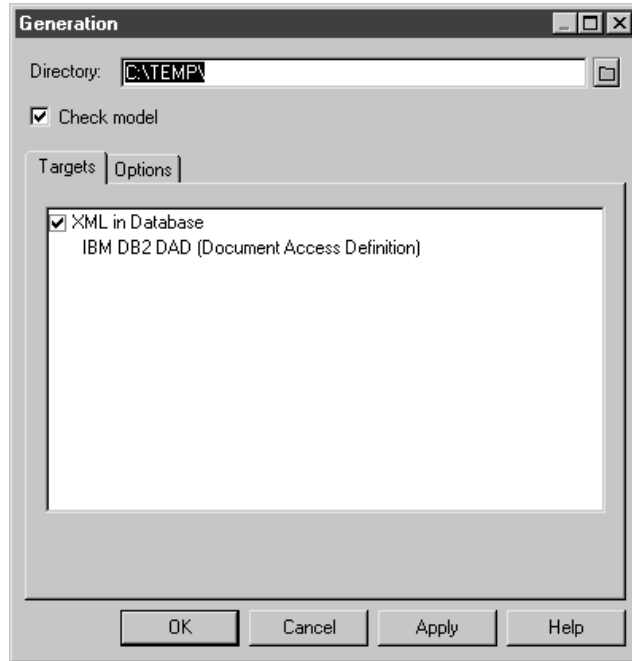 Generation
Directory: C:\TEMP\
Check model
Targets Options
XML in Database
IBM DB2 DAD (Document Access Definition)
OK Cancel Apply Help